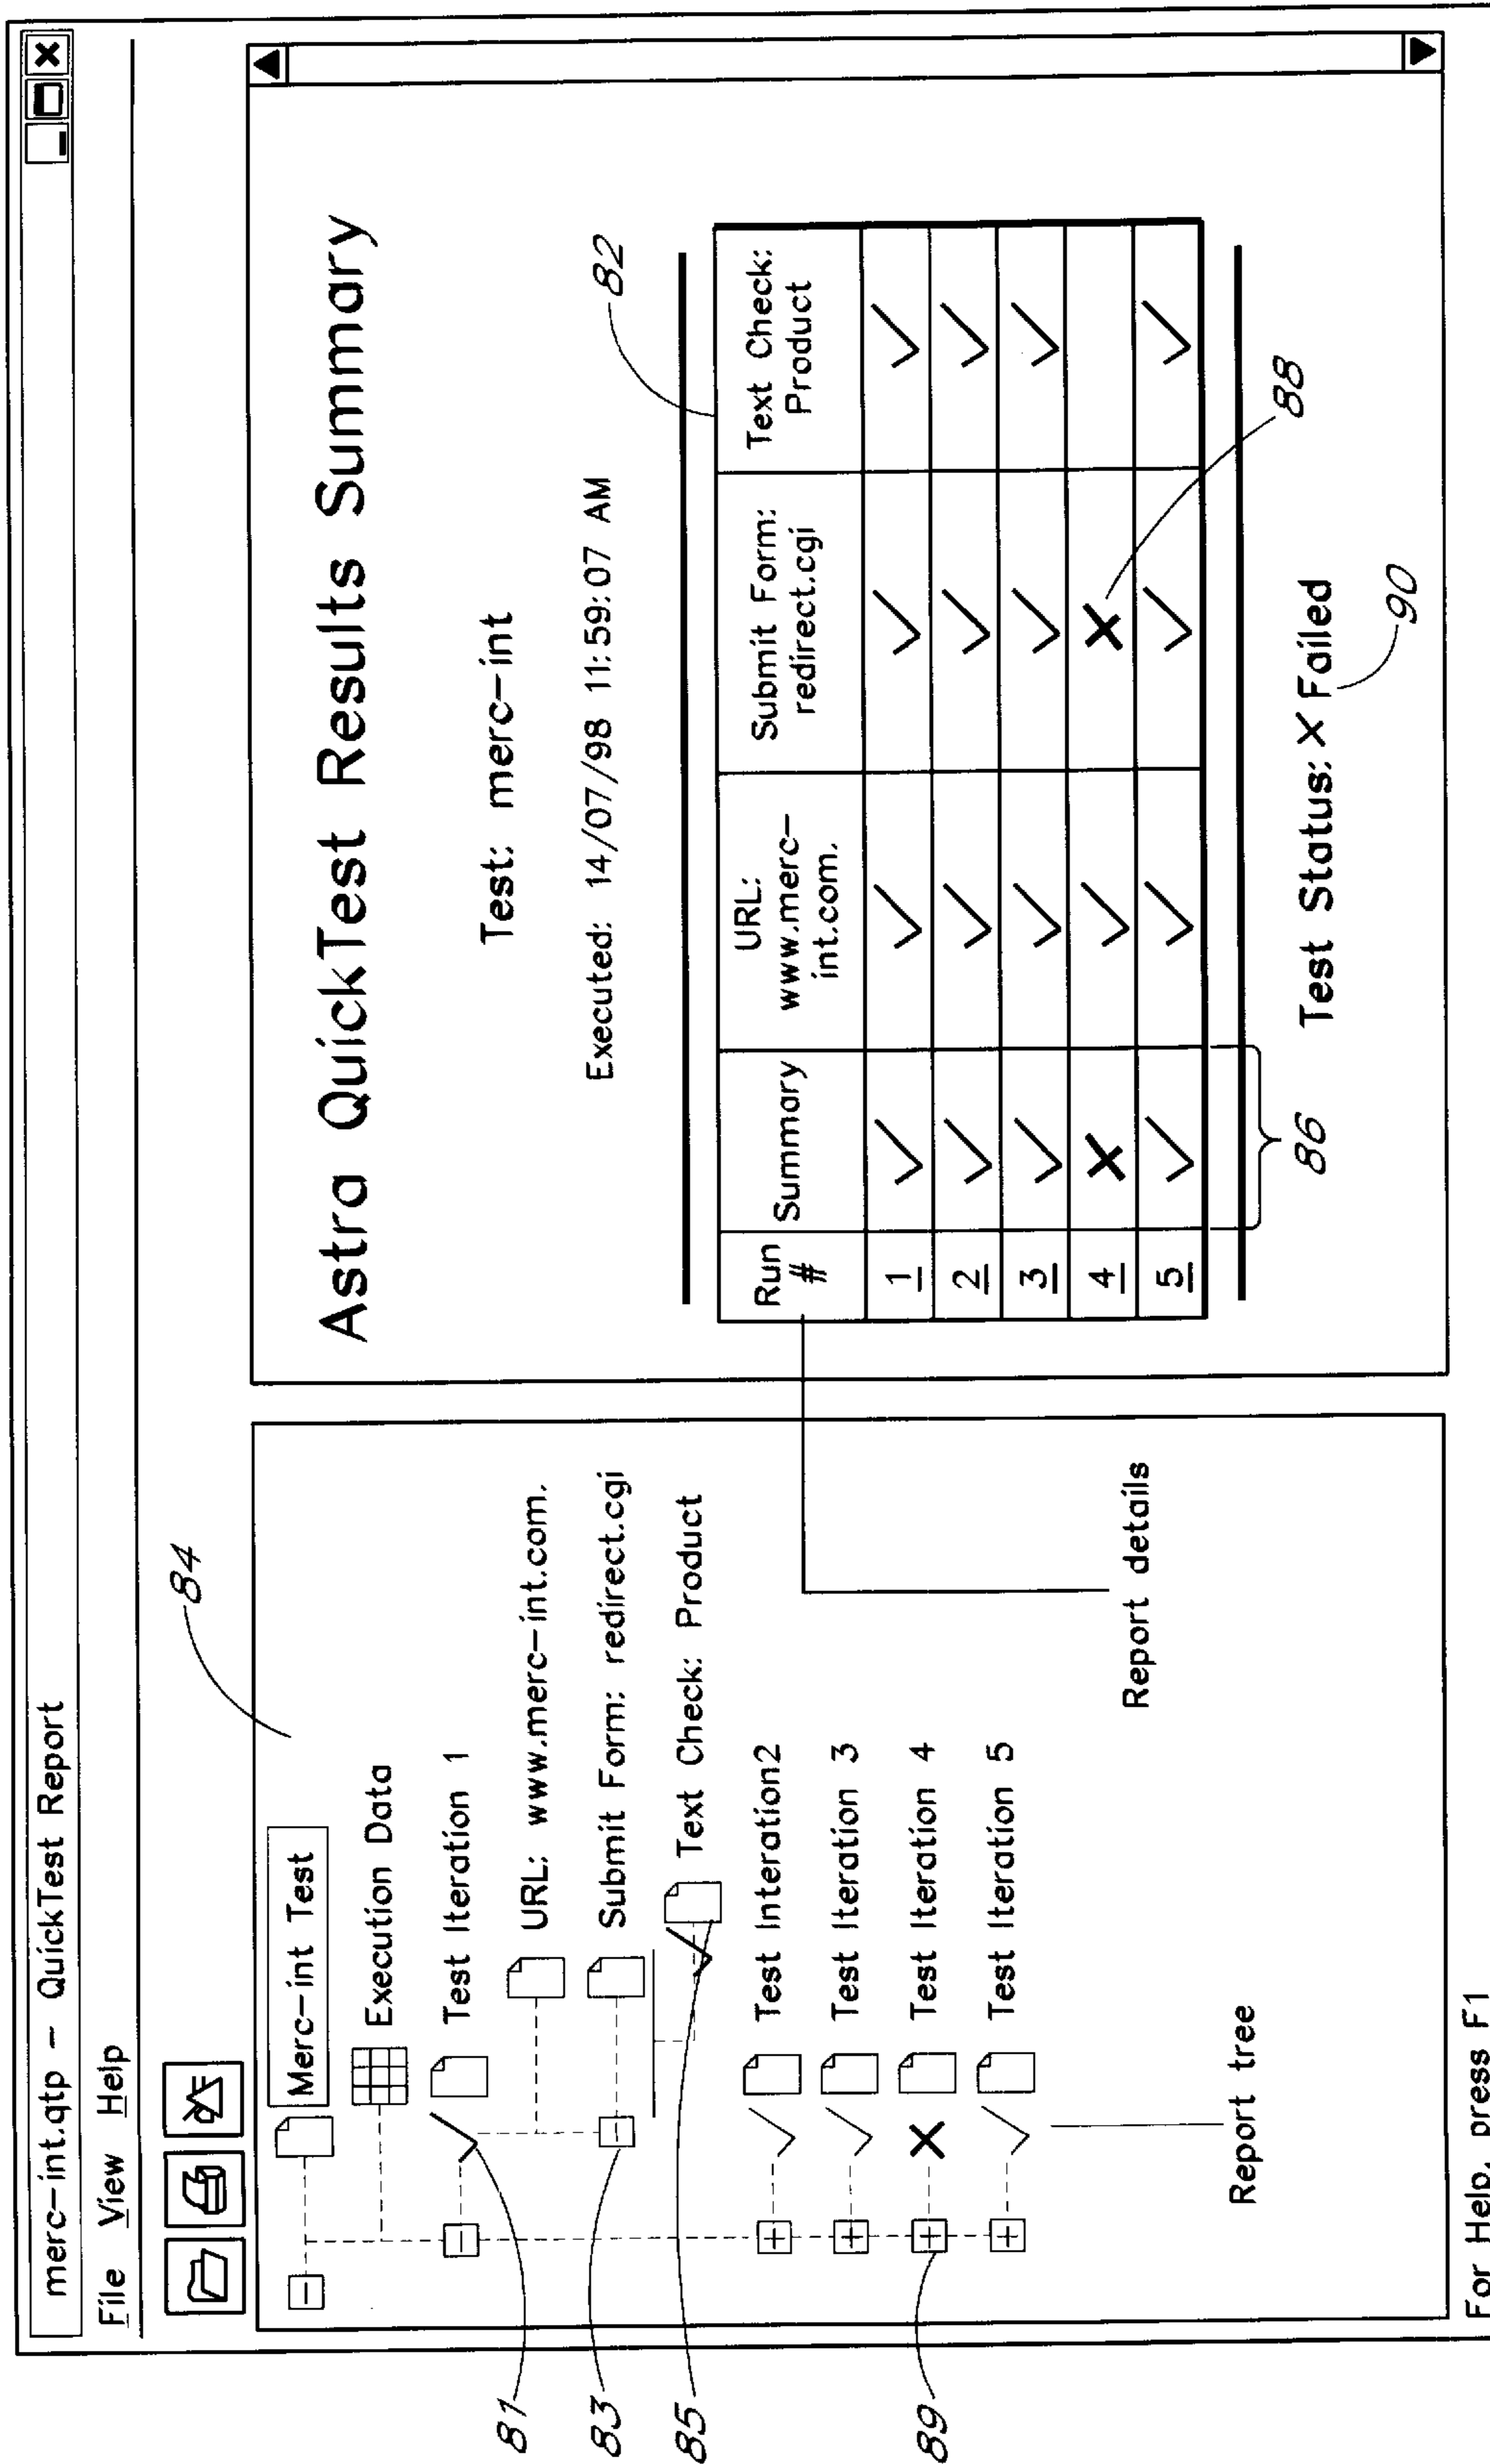 merc-int.qtp - QuickTest Report
File View Help
84
Merc-int Test
Execution Data
Test Iteration 1
URL: www.merc-int.com.
Submit Form: redirect.cgi
Text Check: Product
Test Interation2
Test Iteration 3
Test Iteration 4
Test Iteration 5
81
83
85
89
Report tree
Report details
Astra QuickTest Results Summary
Test: merc-int
Executed: 14/07/98 11:59:07 AM
82
Run # Summary URL: www.merc-int.com. Submit Form: redirect.cgi Text Check: Product
1 ✓ ✓ ✓ ✓
2 ✓ ✓ ✓ ✓
3 ✓ ✓ ✓ ✓
4 X ✓ X
5 ✓ ✓ ✓ ✓
86
88
Test Status: X Failed
90
For Help, press F1